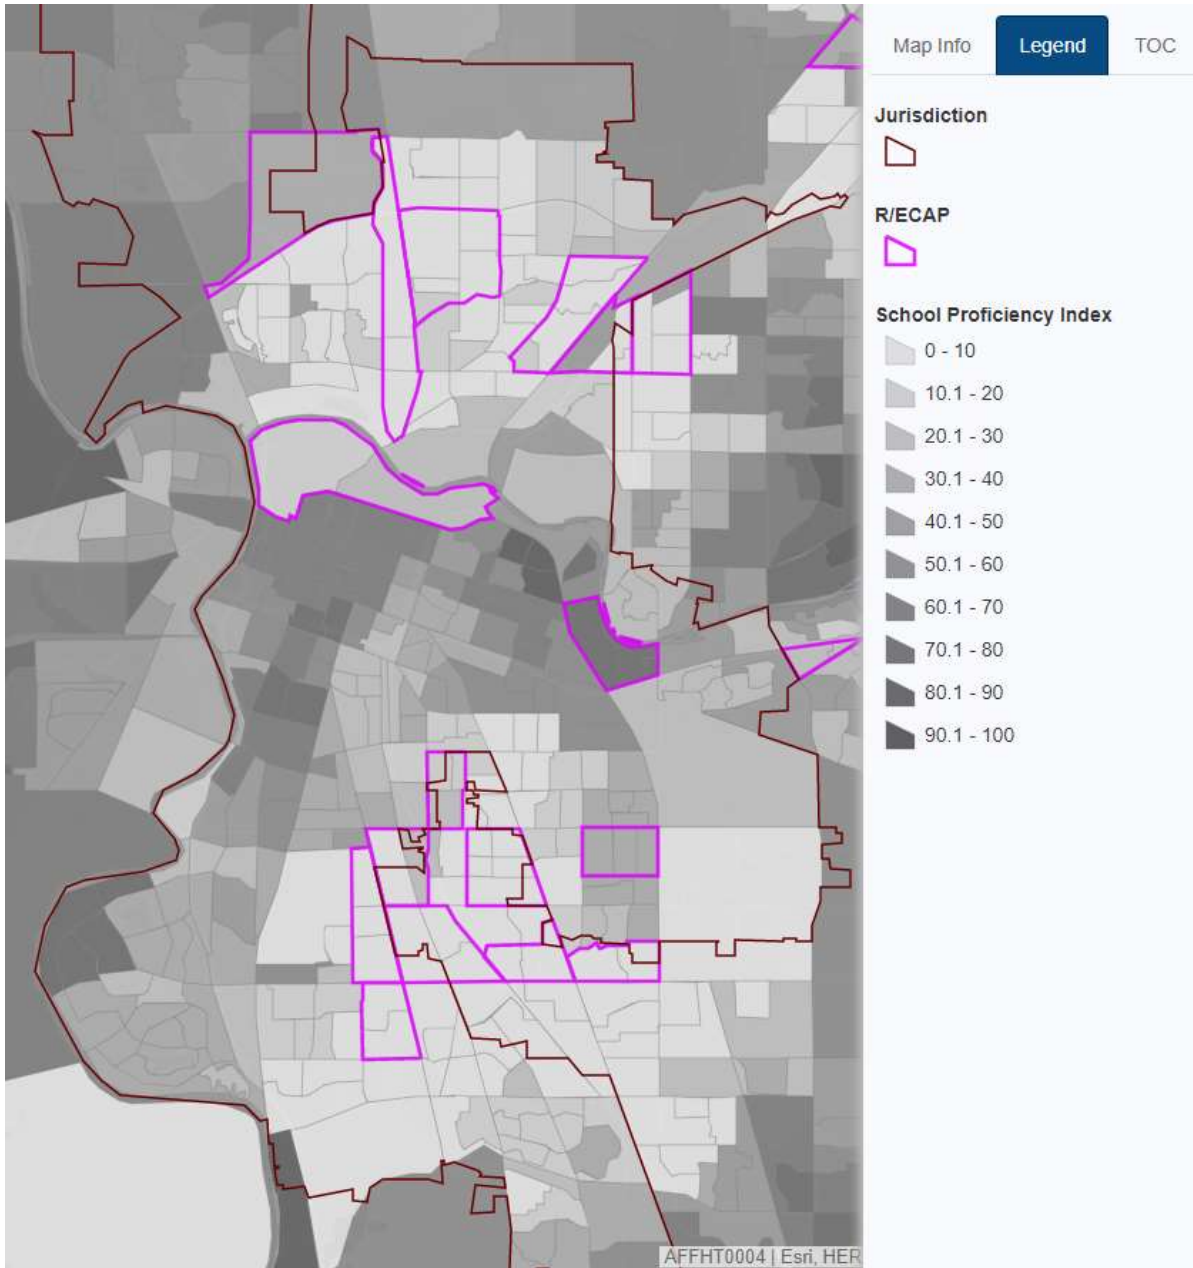 Map Info Legend TOC
Jurisdiction
R/ECAP
School Proficiency Index
0 - 10
10.1 - 20
20.1 - 30
30.1 - 40
40.1 - 50
50.1 - 60
60.1 - 70
70.1 - 80
80.1 - 90
90.1 - 100
AFFHT0004 | Esri, HER